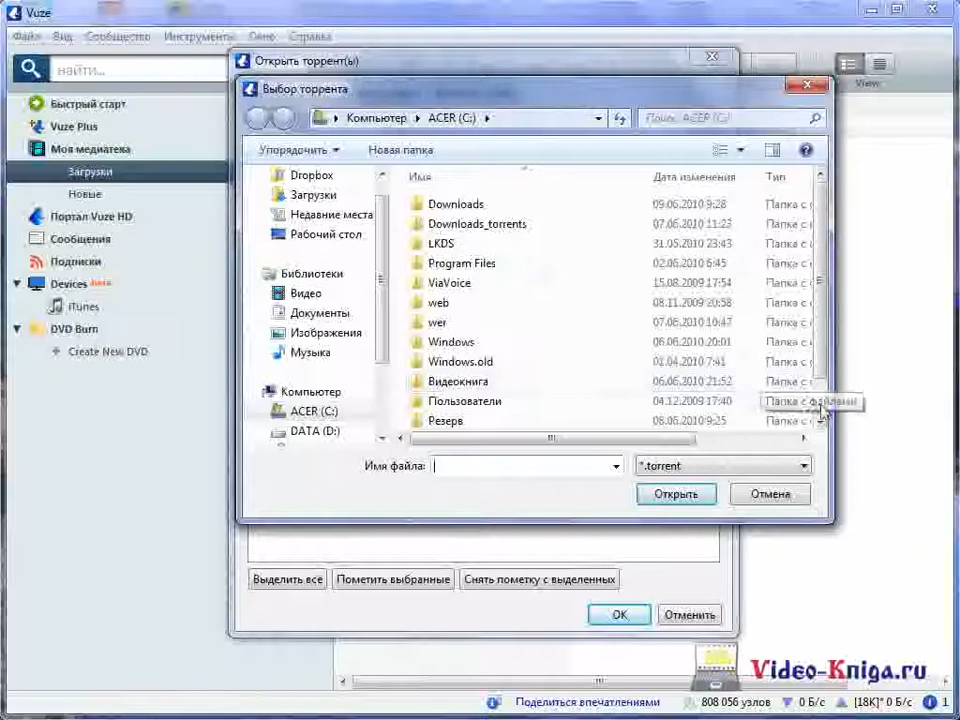 Vuze
Файл Вид Сообщество Инструменты Окно Справка
найти...
View
Быстрый старт
Vuze Plus
Моя медиатека
Загрузки
Новые
Портал Vuze HD
Сообщения
Подписки
Devices beta
iTunes
DVD Burn
Create New DVD
Открыть торрент(ы)
Выбор торрента
Компьютер ACER (C:)
Поиск: ACER (C:)
Упорядочить Новая папка
Dropbox
Загрузки
Недавние места
Рабочий стол
Библиотеки
Видео
Документы
Изображения
Музыка
Компьютер
ACER (C:)
DATA (D:)
Имя Дата изменения Тип
Downloads 09.06.2010 9:28 Папка с
Downloads_torrents 07.06.2010 11:23 Папка с
LKDS 31.05.2010 23:43 Папка с
Program Files 02.06.2010 6:45 Папка с
ViaVoice 15.08.2009 17:54 Папка с
web 08.11.2009 20:58 Папка с
wer 07.06.2010 10:47 Папка с
Windows 06.06.2010 20:01 Папка с
Windows.old 01.04.2010 7:41 Папка с
Видеокнига 06.06.2010 21:52 Папка с
Пользователи 04.12.2009 17:40 Папка с файлами
Резерв 08.06.2010 9:25 Папка с
Имя файла: *.torrent
Открыть Отмена
Выделить все Пометить выбранные Снять пометку с выделенных
OK Отменить
Video-Kniga.ru
Поделиться впечатлениями 808 056 узлов 0 Б/с [18K]* 0 Б/с 1